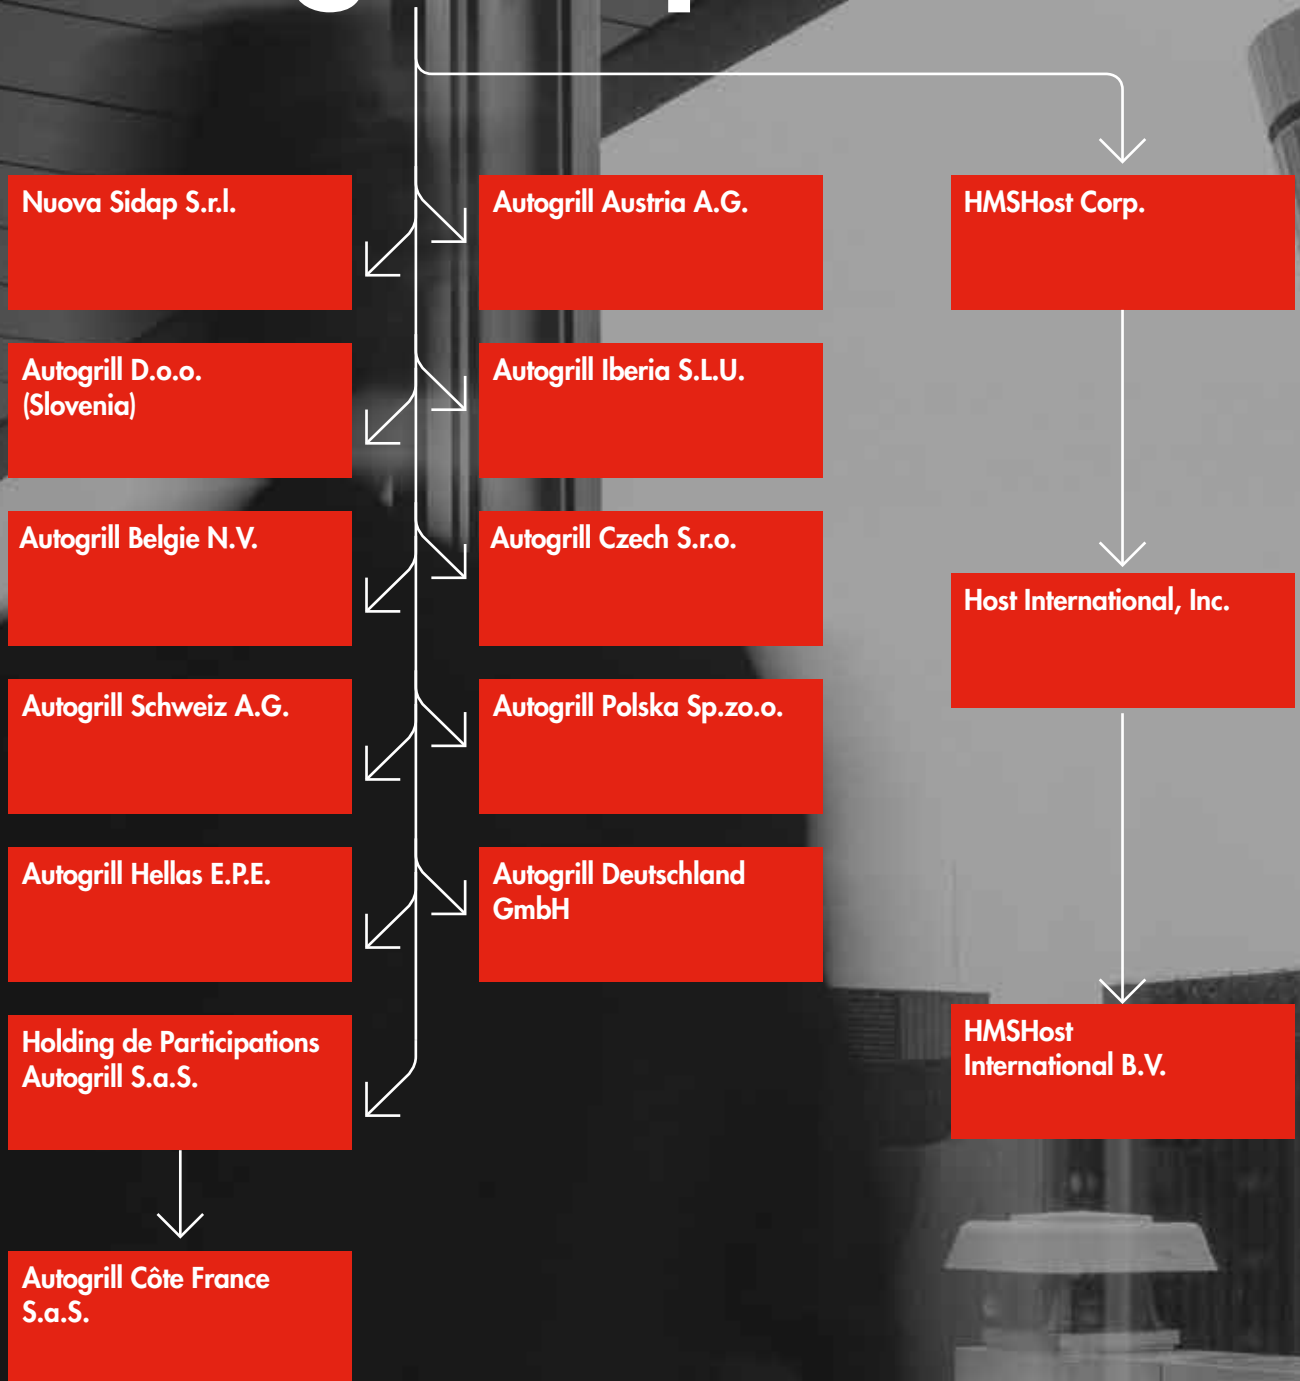 Nuova Sidap S.r.l.
Autogrill Austria A.G.
HMSHost Corp.
Autogrill D.o.o.
(Slovenia)
Autogrill Iberia S.L.U.
Autogrill Belgie N.V.
Autogrill Czech S.r.o.
Host International, Inc.
Autogrill Schweiz A.G.
Autogrill Polska Sp.zo.o.
Autogrill Hellas E.P.E.
Autogrill Deutschland
GmbH
Holding de Participations
Autogrill S.a.S.
HMSHost
International B.V.
Autogrill Côte France
S.a.S.